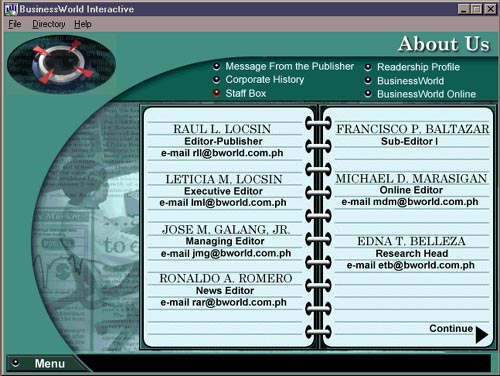 BusinessWorld Interactive
File Directory Help
About Us
Message From the Publisher
Corporate History
Staff Box
Readership Profile
BusinessWorld
BusinessWorld Online
RAUL L. LOCSIN
Editor-Publisher
e-mail rll@bworld.com.ph
LETICIA M. LOCSIN
Executive Editor
e-mail lml@bworld.com.ph
JOSE M. GALANG, JR.
Managing Editor
e-mail jmg@bworld.com.ph
RONALDO A. ROMERO
News Editor
e-mail rar@bworld.com.ph
FRANCISCO P. BALTAZAR
Sub-Editor I
MICHAEL D. MARASIGAN
Online Editor
e-mail mdm@bworld.com.ph
EDNA T. BELLEZA
Research Head
e-mail etb@bworld.com.ph
Continue
Menu